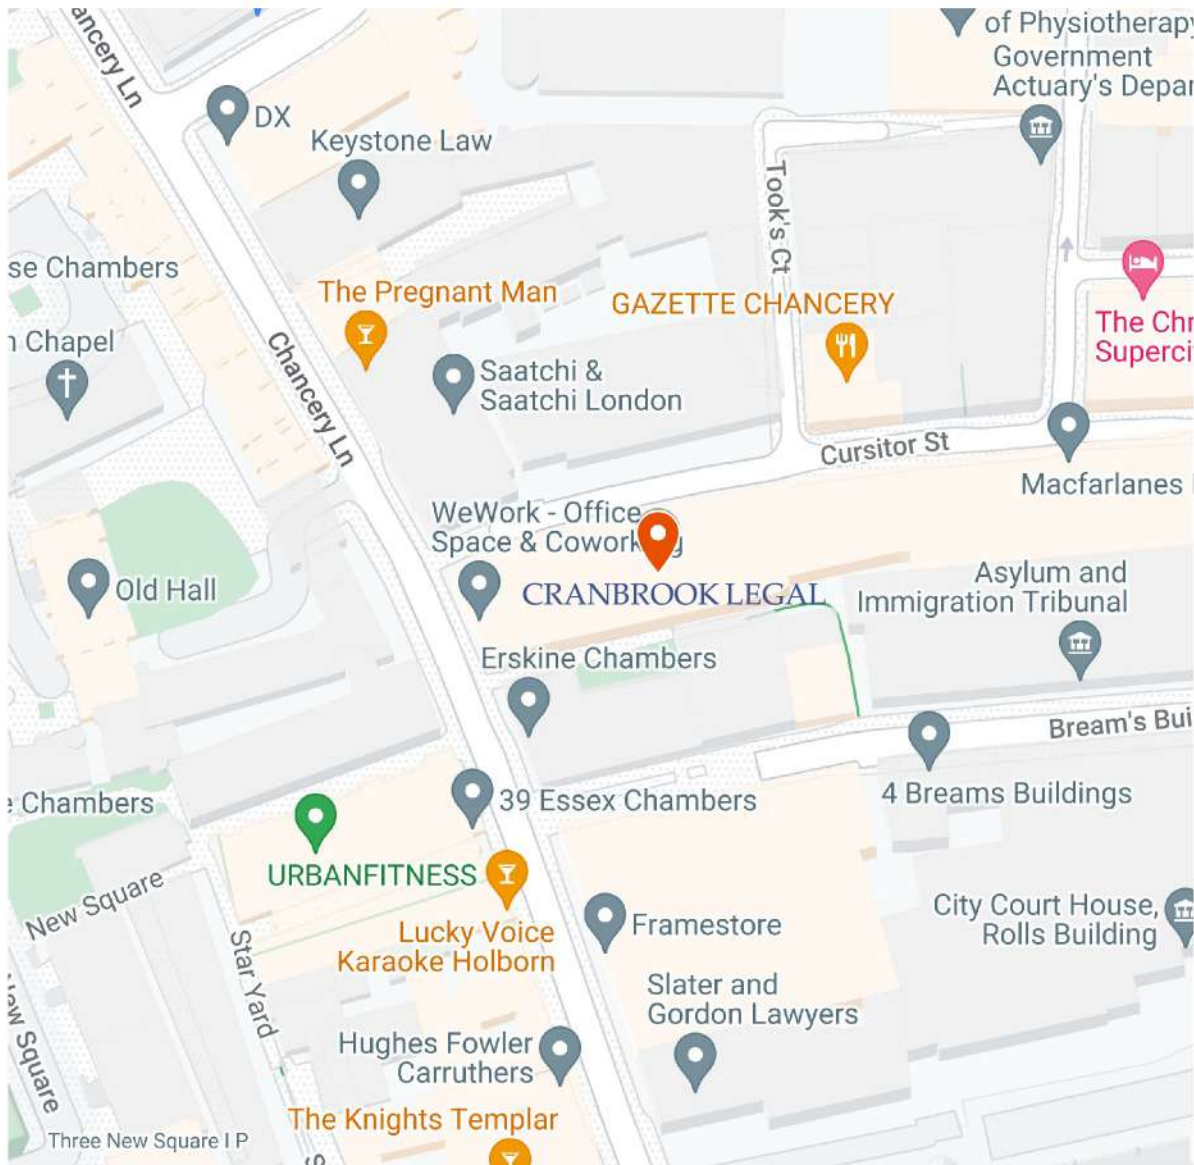 of Physiotherapy
Government
Actuary's Depar
ancery Ln
DX
Keystone Law
Took's Ct
se Chambers
The Pregnant Man
GAZETTE CHANCERY
The Chr
Superci
n Chapel
Chancery Ln
Saatchi &
Saatchi London
Cursitor St
Macfarlanes
WeWork - Office
Space & Coworking
CRANBROOK LEGAL
Old Hall
Asylum and
Immigration Tribunal
Erskine Chambers
Bream's Bui
39 Essex Chambers
4 Breams Buildings
e Chambers
URBANFITNESS
New Square
Lucky Voice
Karaoke Holborn
Framestore
City Court House,
Rolls Building
Star Yard
New Square
Slater and
Gordon Lawyers
Hughes Fowler
Carruthers
The Knights Templar
Three New Square I P